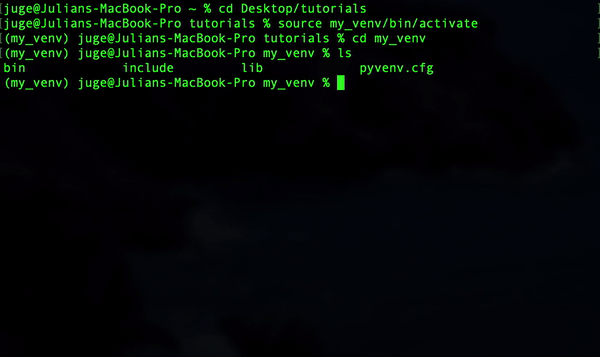 [juge@Julians-MacBook-Pro ~ % cd Desktop/tutorials ]
[juge@Julians-MacBook-Pro tutorials % source my_venv/bin/activate ]
[(my_venv) juge@Julians-MacBook-Pro tutorials % cd my_venv ]
[(my_venv) juge@Julians-MacBook-Pro my_venv % ls ]
bin include lib pyvenv.cfg
(my_venv) juge@Julians-MacBook-Pro my_venv %